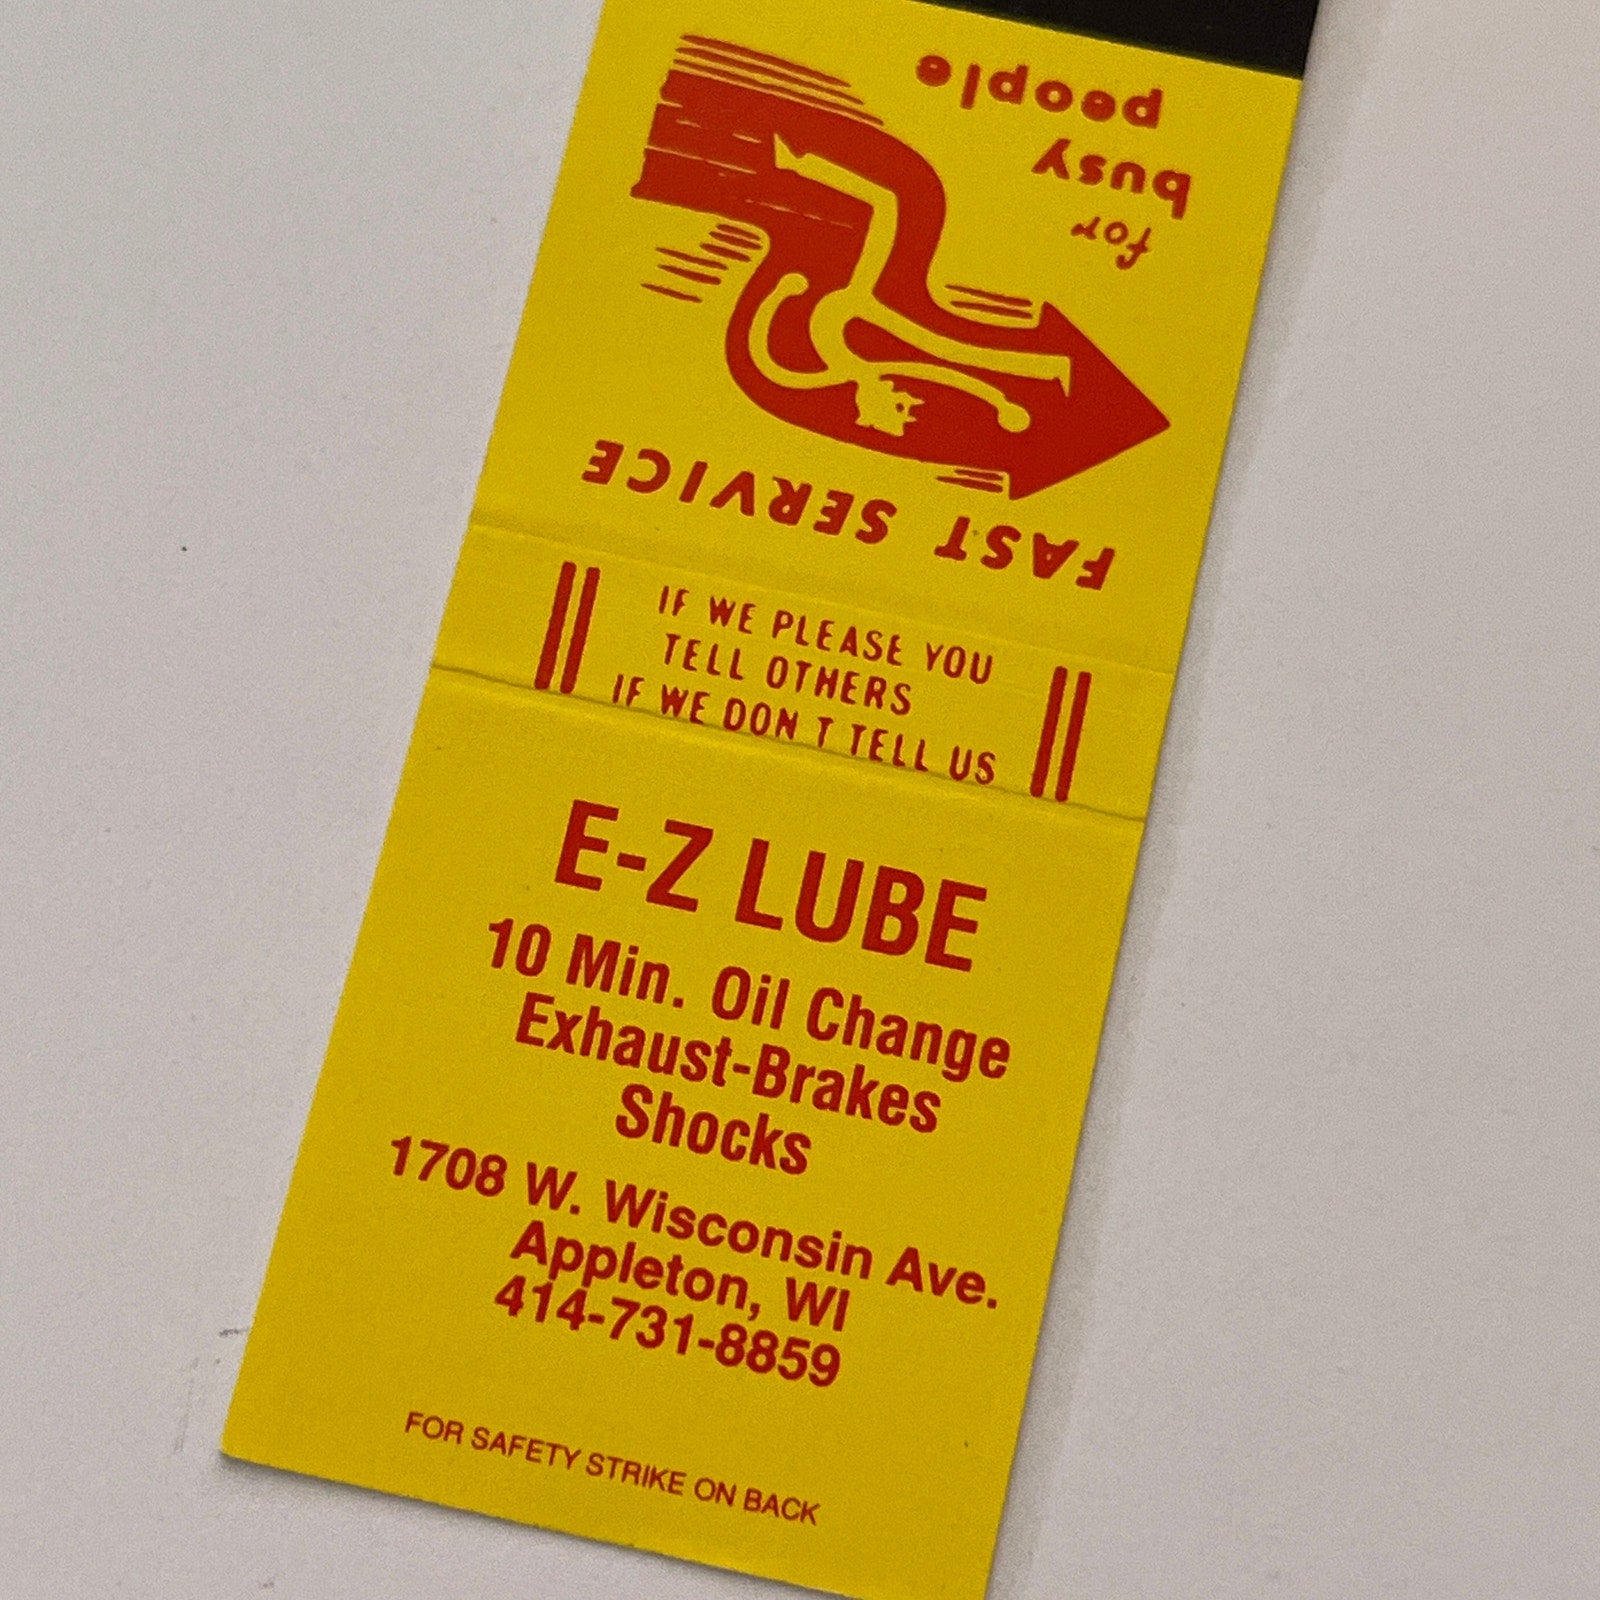 FAST SERVICE
for
busy
people
IF WE PLEASE YOU
TELL OTHERS
IF WE DON T TELL US
E-Z LUBE
10 Min. Oil Change
Exhaust-Brakes
Shocks
1708 W. Wisconsin Ave.
Appleton, WI
414-731-8859
FOR SAFETY STRIKE ON BACK